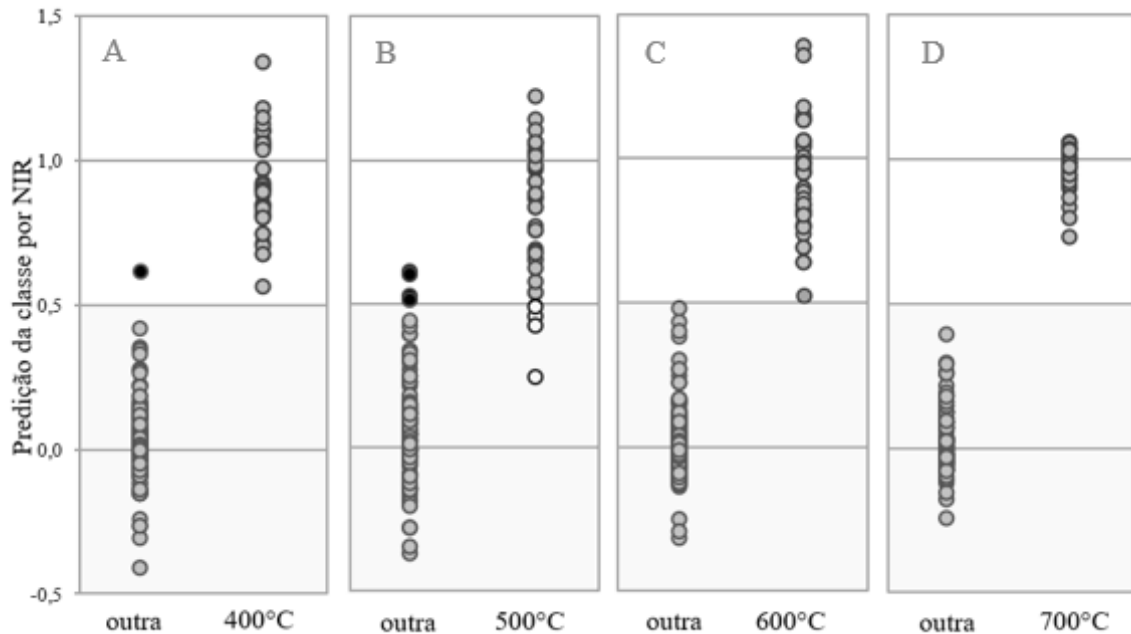 Predição da classe por NIR
1,5
1,0
0,5
0,0
-0,5
A
B
C
D
outra 400°C
outra 500°C
outra 600°C
outra 700°C